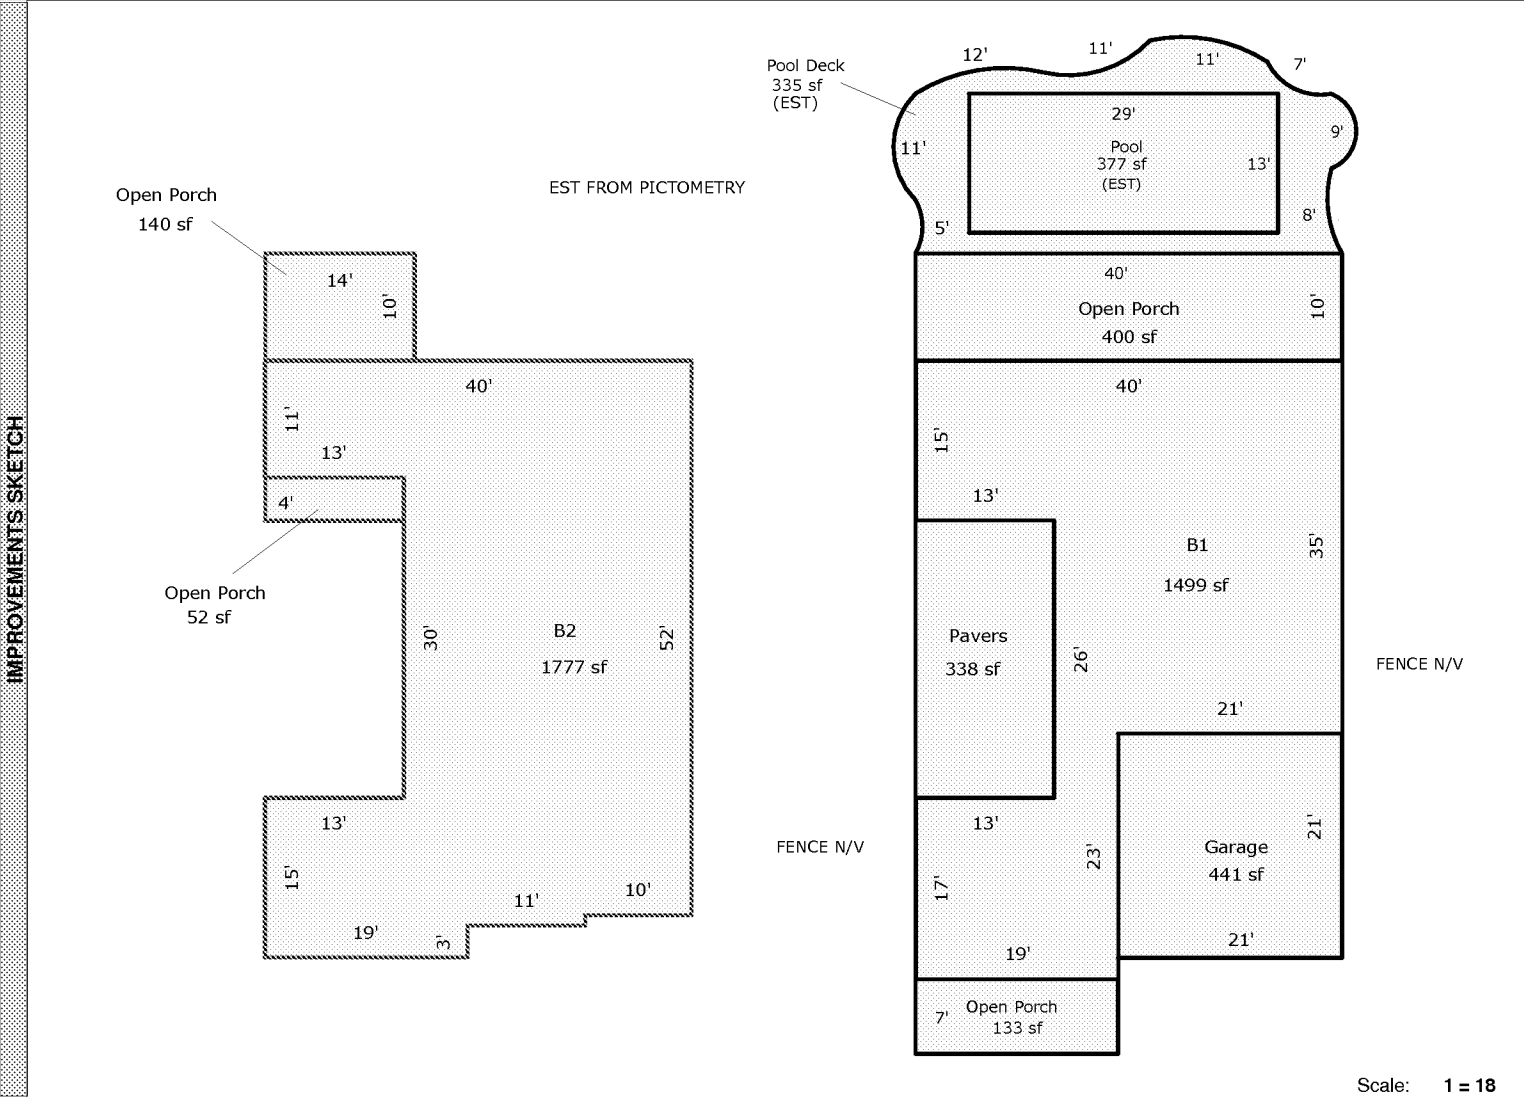 IMPROVEMENTS SKETCH
EST FROM PICTOMETRY
Open Porch
140 sf
14'
10'
40'
11'
13'
4'
Open Porch
52 sf
30'
B2
1777 sf
52'
13'
15'
19'
3'
11'
10'
Pool Deck
335 sf
(EST)
12'
11'
11'
7'
9'
11'
5'
8'
29'
Pool
377 sf
(EST)
13'
40'
Open Porch
400 sf
10'
40'
15'
13'
B1
1499 sf
35'
Pavers
338 sf
26'
21'
FENCE N/V
FENCE N/V
13'
17'
23'
19'
Garage
441 sf
21'
21'
7'
Open Porch
133 sf
Scale: 1 = 18